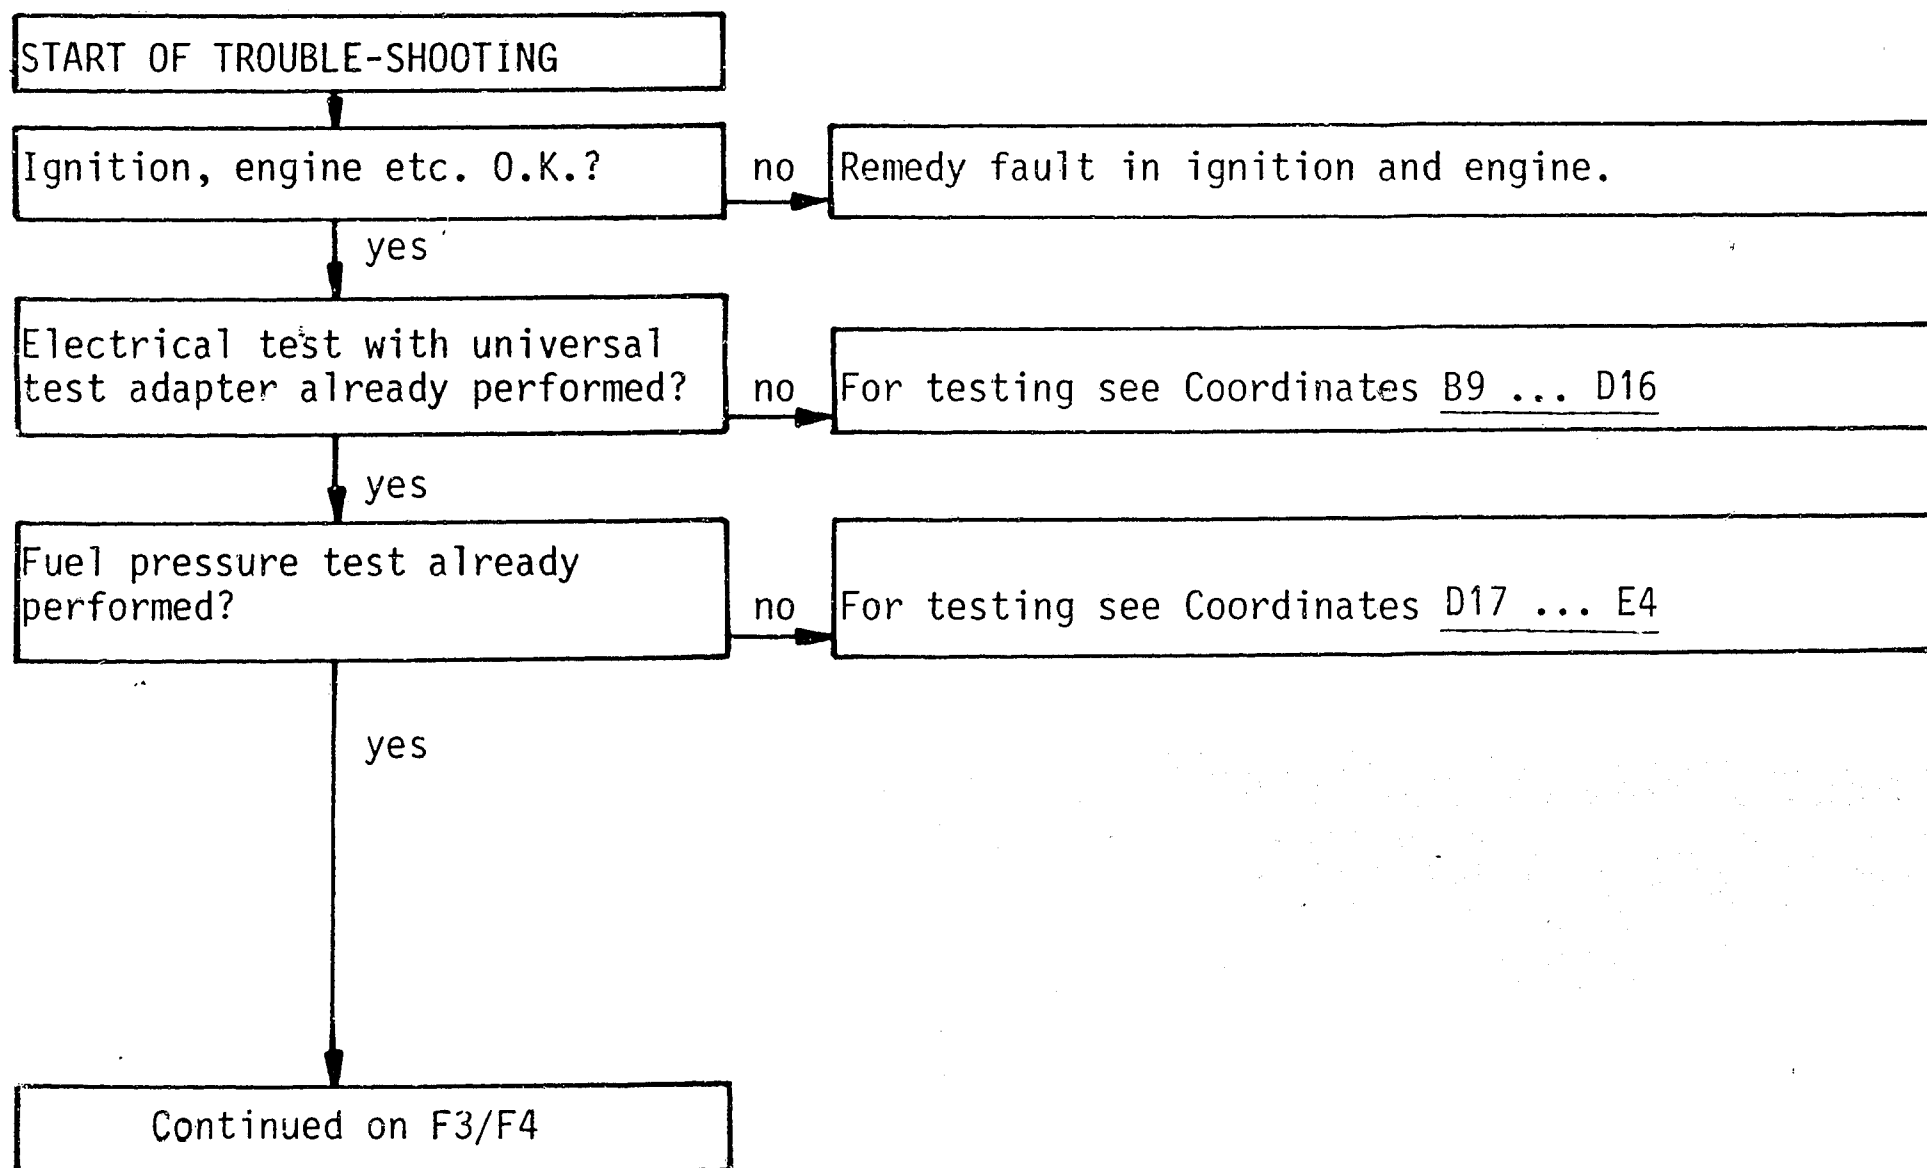 START OF TROUBLE-SHOOTING
Ignition, engine etc. O.K.?
no
Remedy fault in ignition and engine.
yes
Electrical test with universal
test adapter already performed?
no
For testing see Coordinates B9 ... D16
yes
Fuel pressure test already
performed?
no
For testing see Coordinates D17 ... E4
yes
Continued on F3/F4